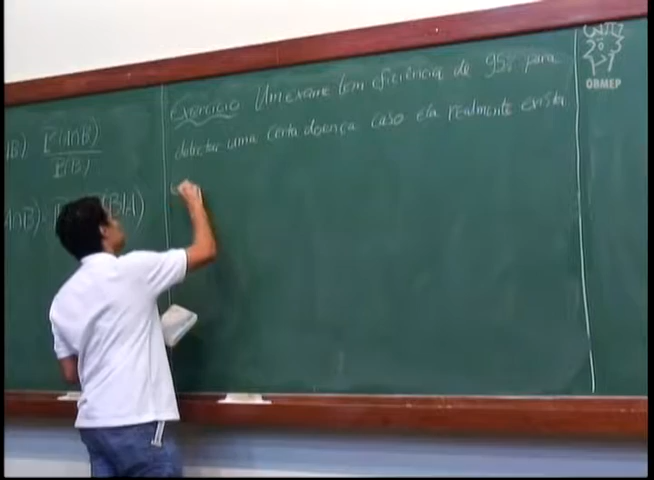 Exercício Um exame tem eficiência de 95% para
detectar uma certa doença caso ela realmente exista
P(A∩B)
P(B)
OBMEP